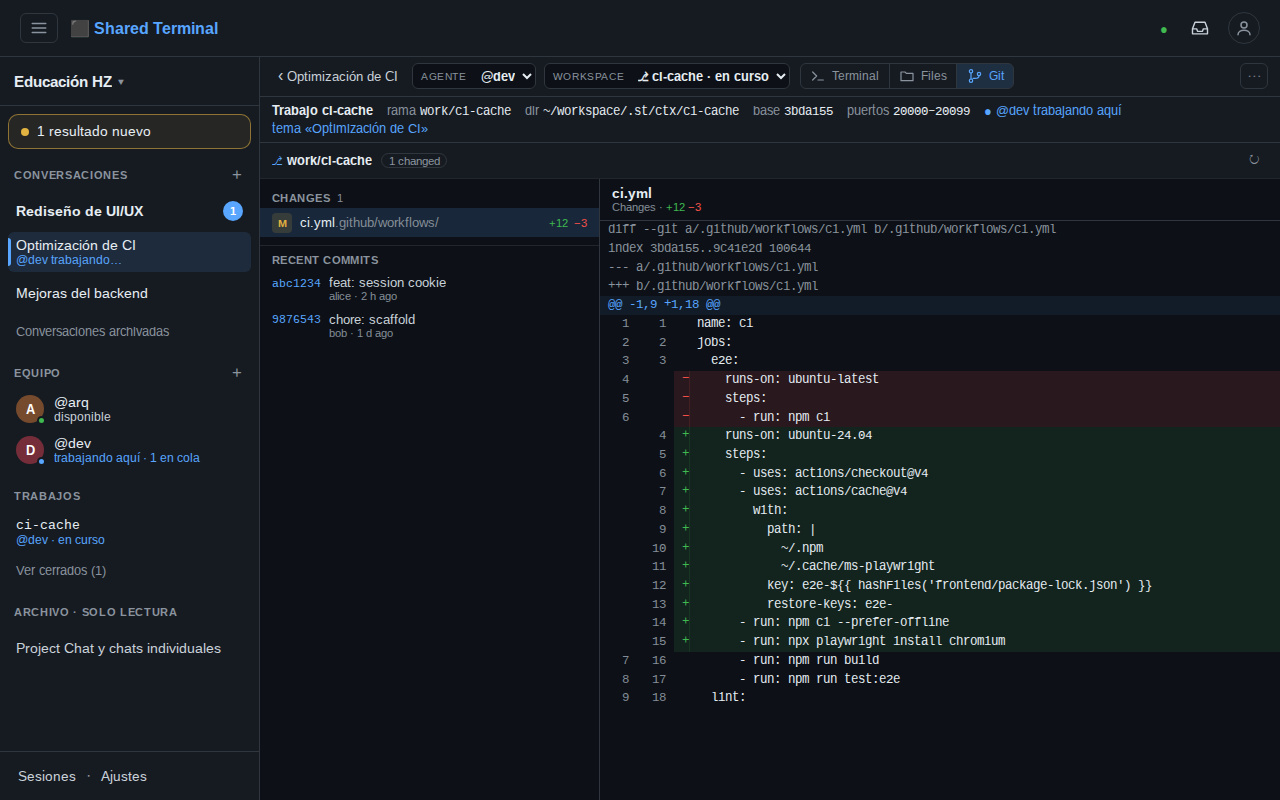 Shared Terminal
Educación HZ ▾
1 resultado nuevo
CONVERSACIONES +
Rediseño de UI/UX 1
Optimización de CI
@dev trabajando…
Mejoras del backend
Conversaciones archivadas
EQUIPO +
A @arq
disponible
D @dev
trabajando aquí · 1 en cola
TRABAJOS
ci-cache
@dev · en curso
Ver cerrados (1)
ARCHIVO · SOLO LECTURA
Project Chat y chats individuales
Sesiones · Ajustes
‹ Optimización de CI AGENTE @dev WORKSPACE ⎇ ci-cache · en curso Terminal Files Git ···
Trabajo ci-cache rama work/ci-cache dir ~/workspace/.st/ctx/ci-cache base 3bda155 puertos 20000–20099 ● @dev trabajando aquí
tema «Optimización de CI»
⎇ work/ci-cache 1 changed ↻
CHANGES 1
M ci.yml .github/workflows/ +12 −3
RECENT COMMITS
abc1234 feat: session cookie
alice · 2 h ago
9876543 chore: scaffold
bob · 1 d ago
ci.yml
Changes · +12 −3
diff --git a/.github/workflows/ci.yml b/.github/workflows/ci.yml
index 3bda155..9c41e2d 100644
--- a/.github/workflows/ci.yml
+++ b/.github/workflows/ci.yml
@@ -1,9 +1,18 @@
1 1 name: ci
2 2 jobs:
3 3 e2e:
4 − runs-on: ubuntu-latest
5 − steps:
6 − - run: npm ci
4 + runs-on: ubuntu-24.04
5 + steps:
6 + - uses: actions/checkout@v4
7 + - uses: actions/cache@v4
8 + with:
9 + path: |
10 + ~/.npm
11 + ~/.cache/ms-playwright
12 + key: e2e-${{ hashFiles('frontend/package-lock.json') }}
13 + restore-keys: e2e-
14 + - run: npm ci --prefer-offline
15 + - run: npx playwright install chromium
7 16 - run: npm run build
8 17 - run: npm run test:e2e
9 18 lint: